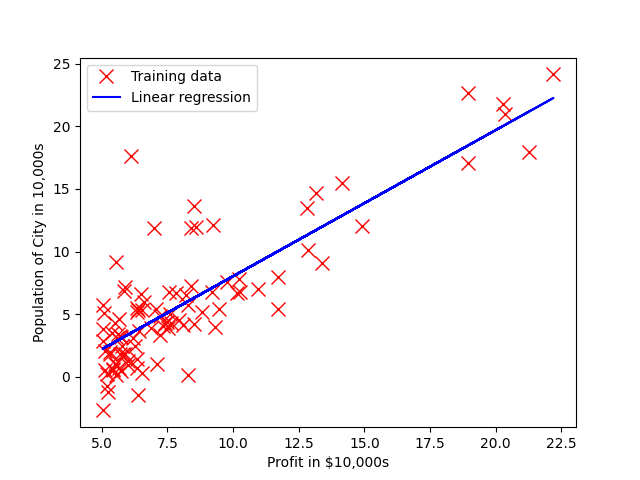 Training data
Linear regression
25
20
15
10
5
0
Population of City in 10,000s
5.0 7.5 10.0 12.5 15.0 17.5 20.0 22.5
Profit in $10,000s